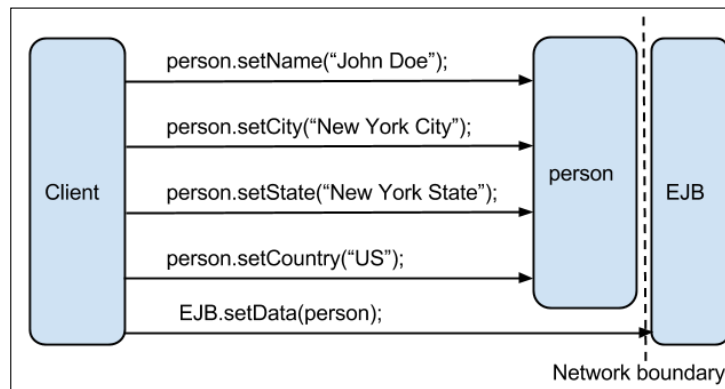 person.setName(“John Doe”);
person.setCity(“New York City”);
Client
person.setState(“New York State”);
person
EJB
person.setCountry(“US”);
EJB.setData(person);
Network boundary